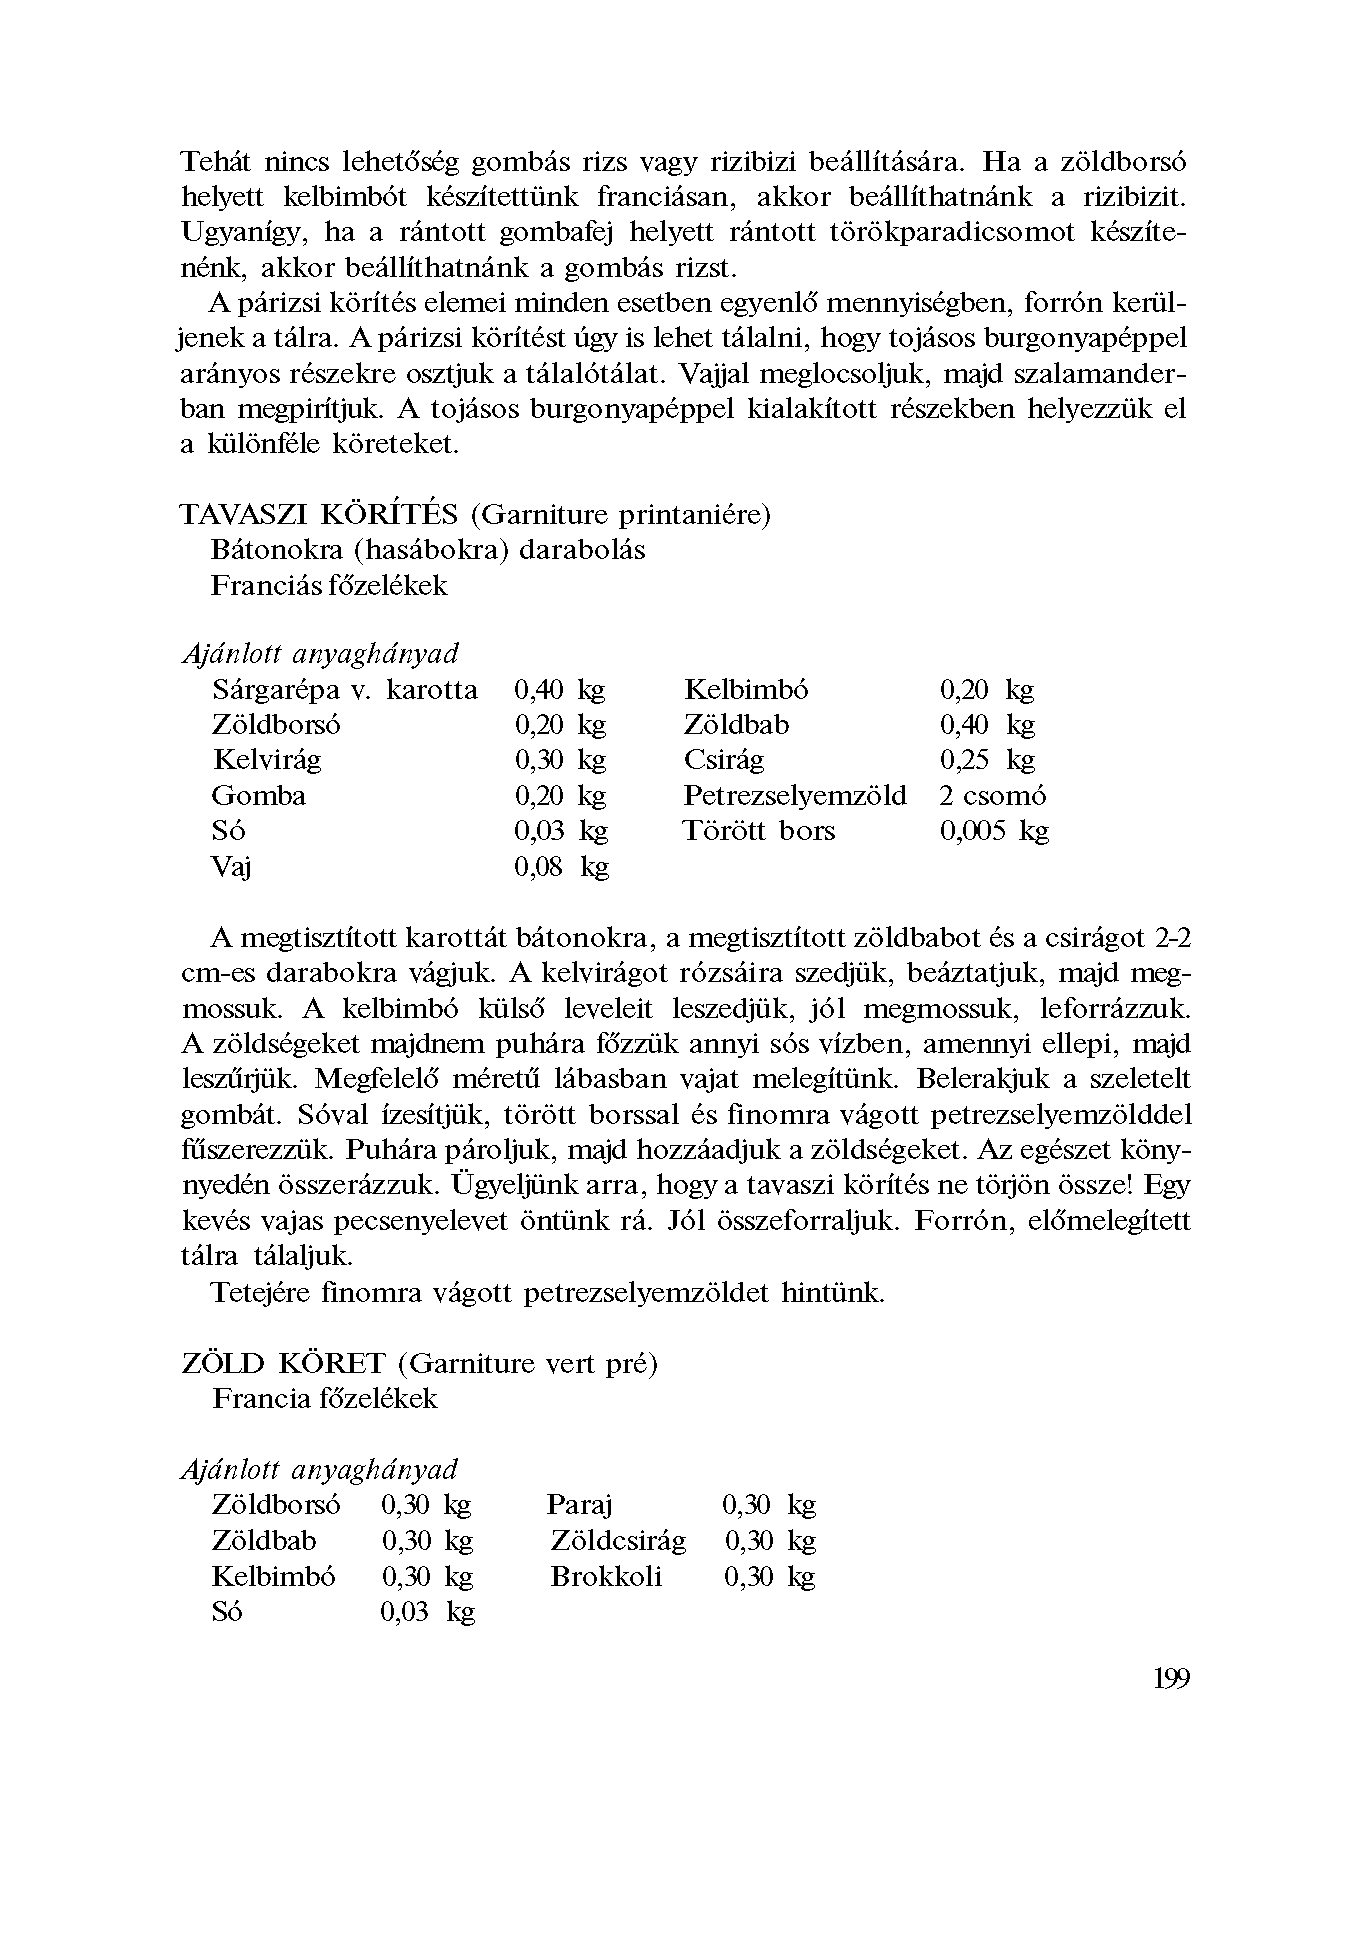 Tehát nincs lehetőség gombás rizs vagy rizibizi beállítására. Ha a zöldborsó
helyett kelbimbót készítettünk franciásan, akkor beállíthatnánk a rizibizit.
Ugyanígy, ha a rántott gombafej helyett rántott törökparadicsomot készíte-
nénk, akkor beállíthatnánk a gombás rizst.
A párizsi körítés elemei minden esetben egyenlő mennyiségben, forrón kerül-
jenek a tálra. A párizsi körítést úgy is lehet tálalni, hogy tojásos burgonyapéppel
arányos részekre osztjuk a tálalótálat. Vajjal meglocsoljuk, majd szalamander-
ban megpirítjuk. A tojásos burgonyapéppel kialakított részekben helyezzük el
a különféle köreteket.
TAVASZI KÖRÍTÉS (Garniture printaniére)
Bátonokra (hasábokra) darabolás
Franciás főzelékek
Ajánlott anyaghányad
Sárgarépa v. karotta 0,40 kg Kelbimbó 0,20 kg
Zöldborsó 0,20 kg Zöldbab 0,40 kg
Kelvirág 0,30 kg Csirág 0,25 kg
Gomba 0,20 kg Petrezselyemzöld 2 csomó
Só 0,03 kg Törött bors 0,005 kg
Vaj 0,08 kg
A megtisztított karottát bátonokra, a megtisztított zöldbabot és a csirágot 2-2
cm-es darabokra vágjuk. A kelvirágot rózsáira szedjük, beáztatjuk, majd meg-
mossuk. A kelbimbó külső leveleit leszedjük, jól megmossuk, leforrázzuk.
A zöldségeket majdnem puhára főzzük annyi sós vízben, amennyi ellepi, majd
leszűrjük. Megfelelő méretű lábasban vajat melegítünk. Belerakjuk a szeletelt
gombát. Sóval ízesítjük, törött borssal és finomra vágott petrezselyemzölddel
fűszerezzük. Puhára pároljuk, majd hozzáadjuk a zöldségeket. Az egészet köny-
nyedén összerázzuk. Ügyeljünk arra, hogy a tavaszi körítés ne törjön össze! Egy
kevés vajas pecsenyelevet öntünk rá. Jól összeforraljuk. Forrón, előmelegített
tálra tálaljuk.
Tetejére finomra vágott petrezselyemzöldet hintünk.
ZÖLD KÖRET (Garniture vert pré)
Francia főzelékek
Ajánlott anyaghányad
Zöldborsó 0,30 kg Paraj 0,30 kg
Zöldbab 0,30 kg Zöldcsirág 0,30 kg
Kelbimbó 0,30 kg Brokkoli 0,30 kg
Só 0,03 kg
199